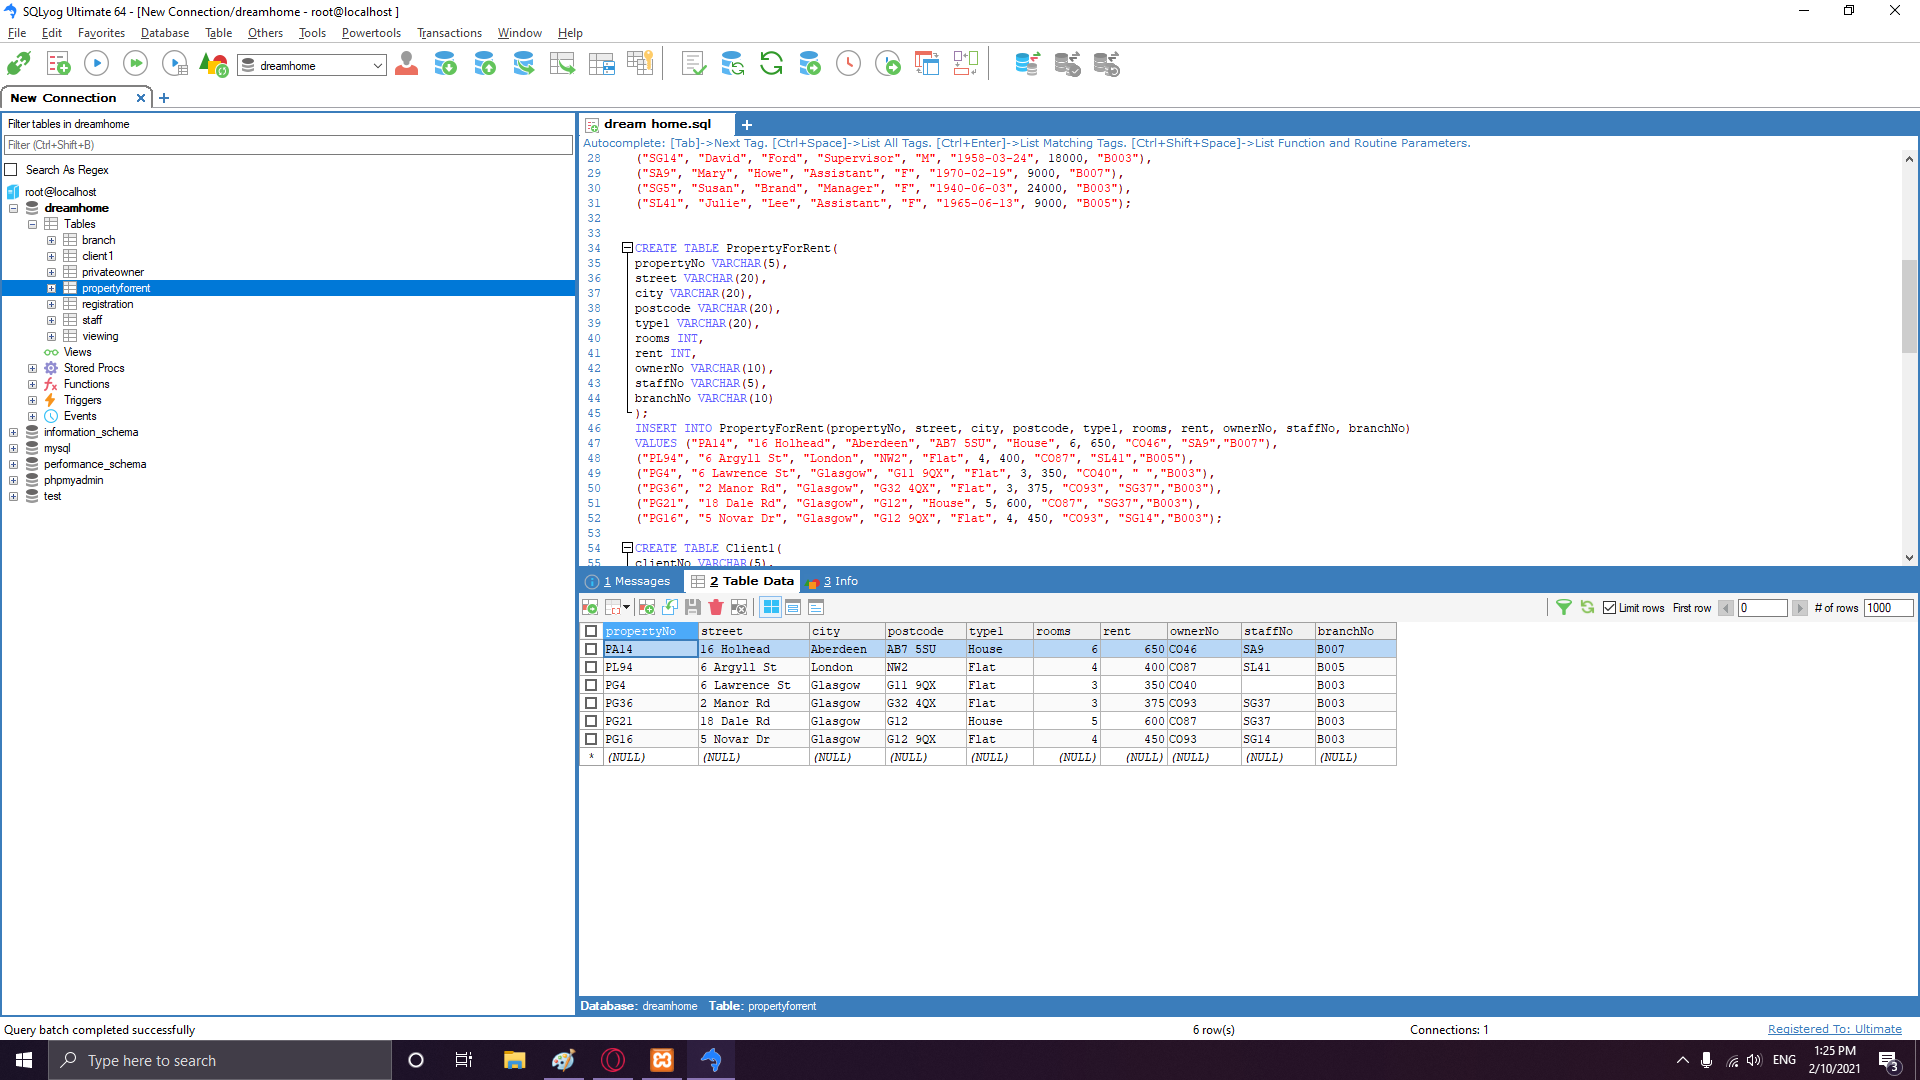 SQLyog Ultimate 64 - [New Connection/dreamhome - root@localhost ]
File Edit Favorites Database Table Others Tools Powertools Transactions Window Help
dreamhome
New Connection
Filter tables in dreamhome
Filter (Ctrl+Shift+B)
Search As Regex
root@localhost
dreamhome
Tables
branch
client1
privateowner
propertyforrent
registration
staff
viewing
Views
Stored Procs
Functions
Triggers
Events
information_schema
mysql
performance_schema
phpmyadmin
test
dream home.sql
Autocomplete: [Tab]->Next Tag. [Ctrl+Space]->List All Tags. [Ctrl+Enter]->List Matching Tags. [Ctrl+Shift+Space]->List Function and Routine Parameters.
28 ("SG14", "David", "Ford", "Supervisor", "M", "1958-03-24", 18000, "B003"),
29 ("SA9", "Mary", "Howe", "Assistant", "F", "1970-02-19", 9000, "B007"),
30 ("SG5", "Susan", "Brand", "Manager", "F", "1940-06-03", 24000, "B003"),
31 ("SL41", "Julie", "Lee", "Assistant", "F", "1965-06-13", 9000, "B005");
32
33
34 CREATE TABLE PropertyForRent(
35 propertyNo VARCHAR(5),
36 street VARCHAR(20),
37 city VARCHAR(20),
38 postcode VARCHAR(20),
39 type1 VARCHAR(20),
40 rooms INT,
41 rent INT,
42 ownerNo VARCHAR(10),
43 staffNo VARCHAR(5),
44 branchNo VARCHAR(10)
45 );
46 INSERT INTO PropertyForRent(propertyNo, street, city, postcode, type1, rooms, rent, ownerNo, staffNo, branchNo)
47 VALUES ("PA14", "16 Holhead", "Aberdeen", "AB7 5SU", "House", 6, 650, "CO46", "SA9","B007"),
48 ("PL94", "6 Argyll St", "London", "NW2", "Flat", 4, 400, "CO87", "SL41","B005"),
49 ("PG4", "6 Lawrence St", "Glasgow", "G11 9QX", "Flat", 3, 350, "CO40", " ","B003"),
50 ("PG36", "2 Manor Rd", "Glasgow", "G32 4QX", "Flat", 3, 375, "CO93", "SG37","B003"),
51 ("PG21", "18 Dale Rd", "Glasgow", "G12", "House", 5, 600, "CO87", "SG37","B003"),
52 ("PG16", "5 Novar Dr", "Glasgow", "G12 9QX", "Flat", 4, 450, "CO93", "SG14","B003");
53
54 CREATE TABLE Client1(
55 clientNo VARCHAR(5),
1 Messages 2 Table Data 3 Info
Limit rows First row 0 # of rows 1000
propertyNo street city postcode type1 rooms rent ownerNo staffNo branchNo
PA14 16 Holhead Aberdeen AB7 5SU House 6 650 CO46 SA9 B007
PL94 6 Argyll St London NW2 Flat 4 400 CO87 SL41 B005
PG4 6 Lawrence St Glasgow G11 9QX Flat 3 350 CO40 B003
PG36 2 Manor Rd Glasgow G32 4QX Flat 3 375 CO93 SG37 B003
PG21 18 Dale Rd Glasgow G12 House 5 600 CO87 SG37 B003
PG16 5 Novar Dr Glasgow G12 9QX Flat 4 450 CO93 SG14 B003
* (NULL) (NULL) (NULL) (NULL) (NULL) (NULL) (NULL) (NULL) (NULL) (NULL)
Database: dreamhome Table: propertyforrent
Query batch completed successfully 6 row(s) Connections: 1 Registered To: Ultimate
Type here to search
ENG
1:25 PM
2/10/2021
3